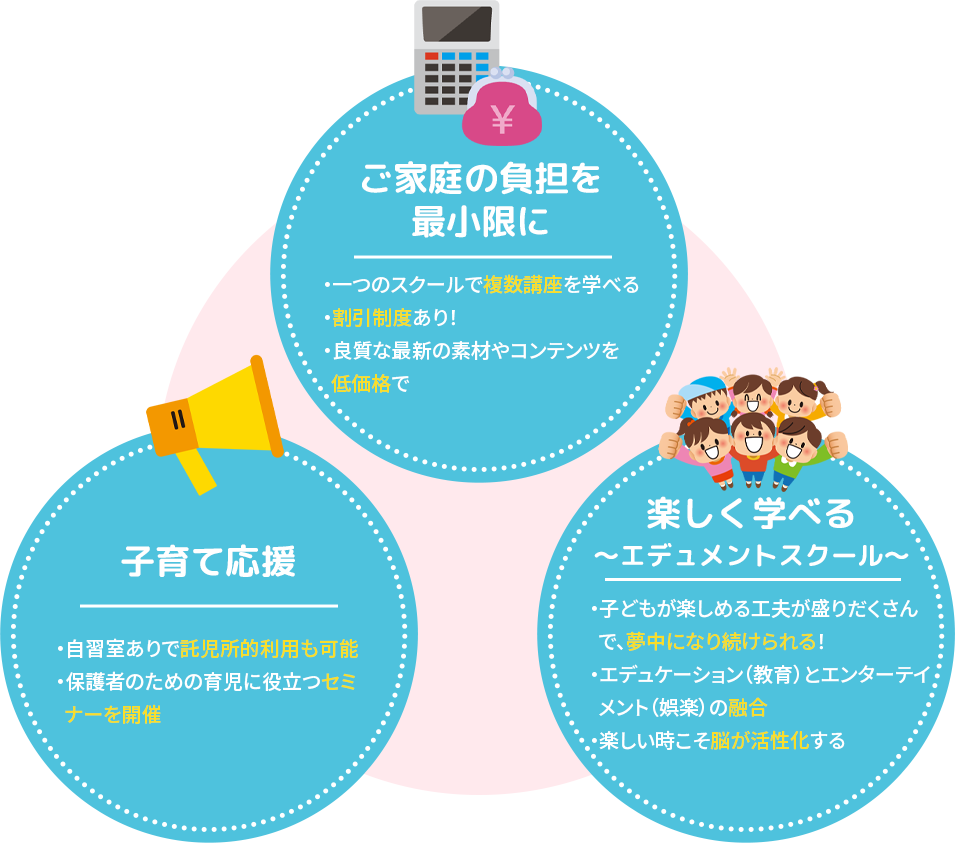 ¥
ご家庭の負担を
最小限に
・一つのスクールで複数講座を学べる
・割引制度あり!
・良質な最新の素材やコンテンツを
低価格で
子育て応援
・自習室ありで託児所的利用も可能
・保護者のための育児に役立つセミ
ナーを開催
楽しく学べる
～エデュメントスクール～
・子どもが楽しめる工夫が盛りだくさん
で、夢中になり続けられる!
・エデュケーション(教育)とエンターテイ
メント(娯楽)の融合
・楽しい時こそ脳が活性化する